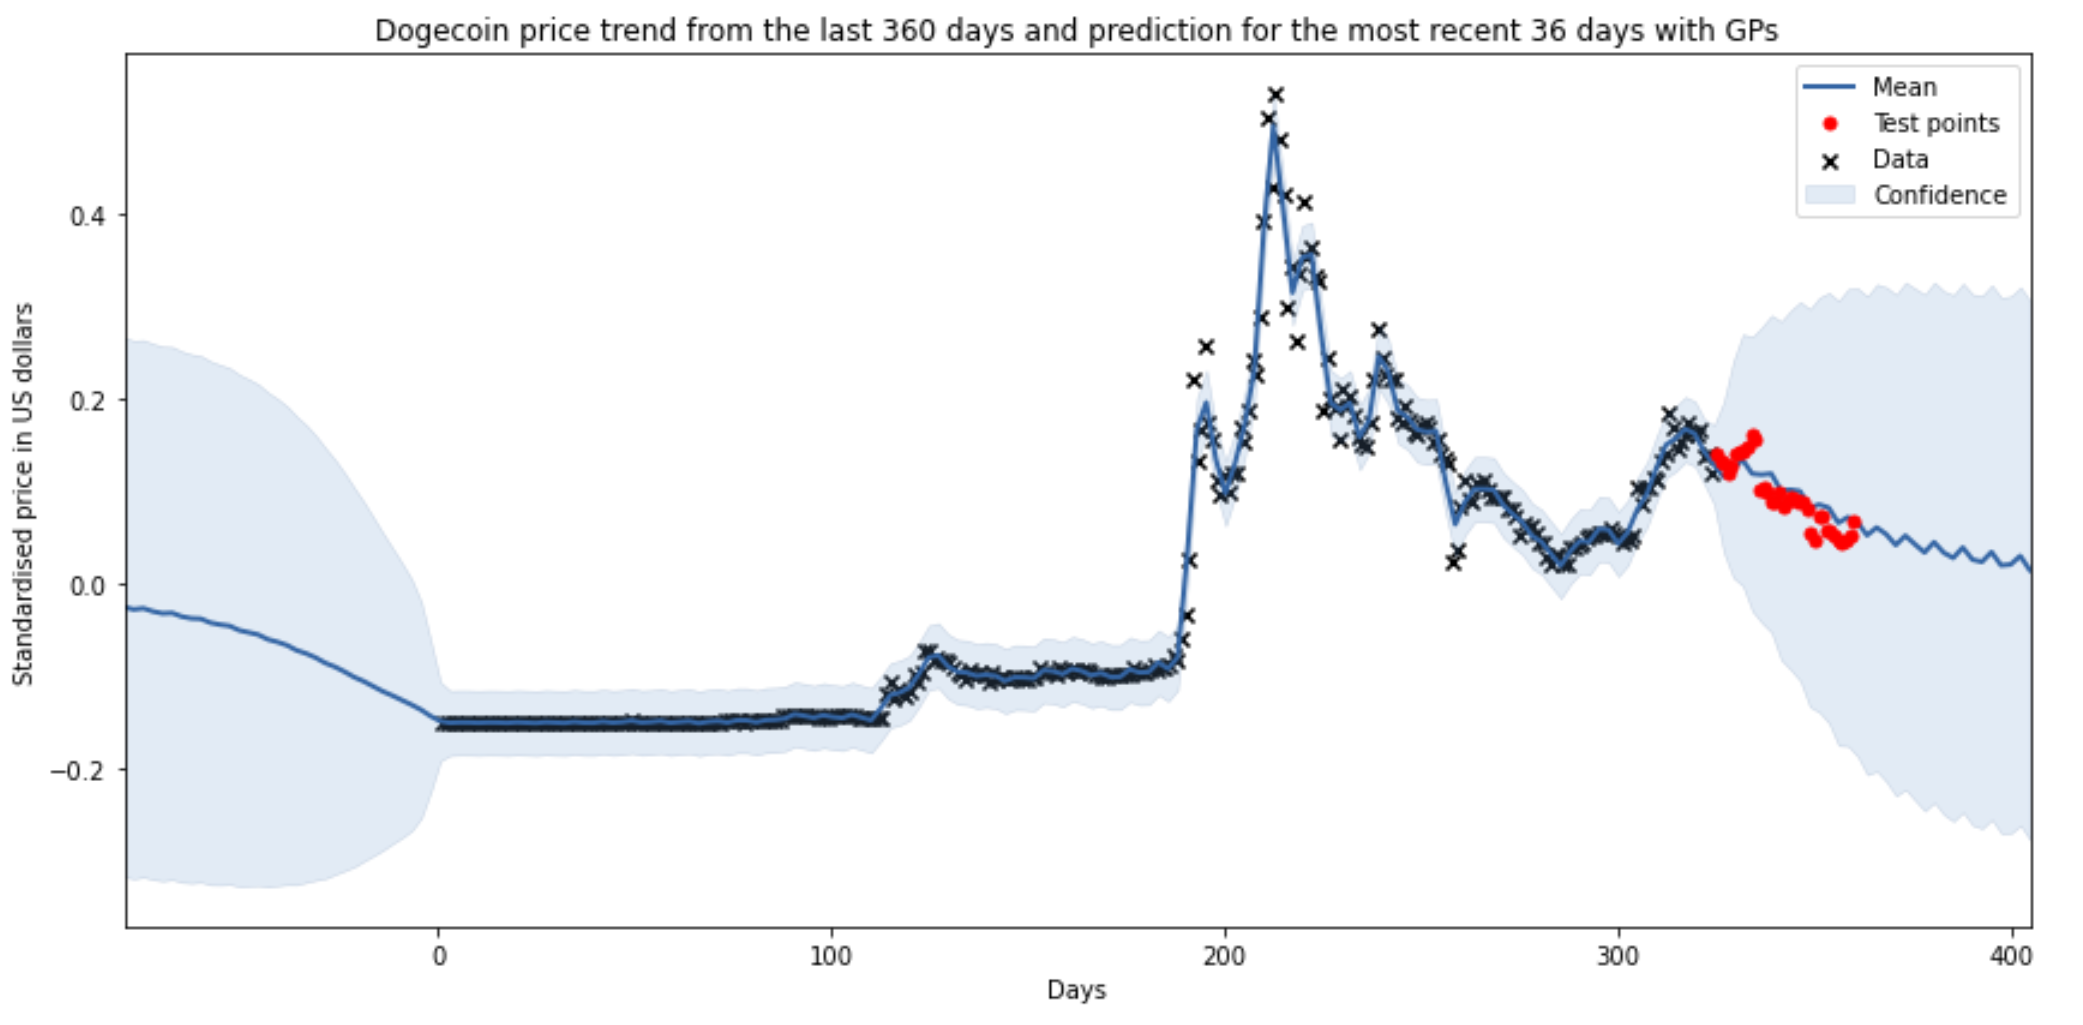 Dogecoin price trend from the last 360 days and prediction for the most recent 36 days with GPs
Mean
Test points
Data
Confidence
Standardised price in US dollars
0.4
0.2
0.0
−0.2
0
100
200
300
400
Days